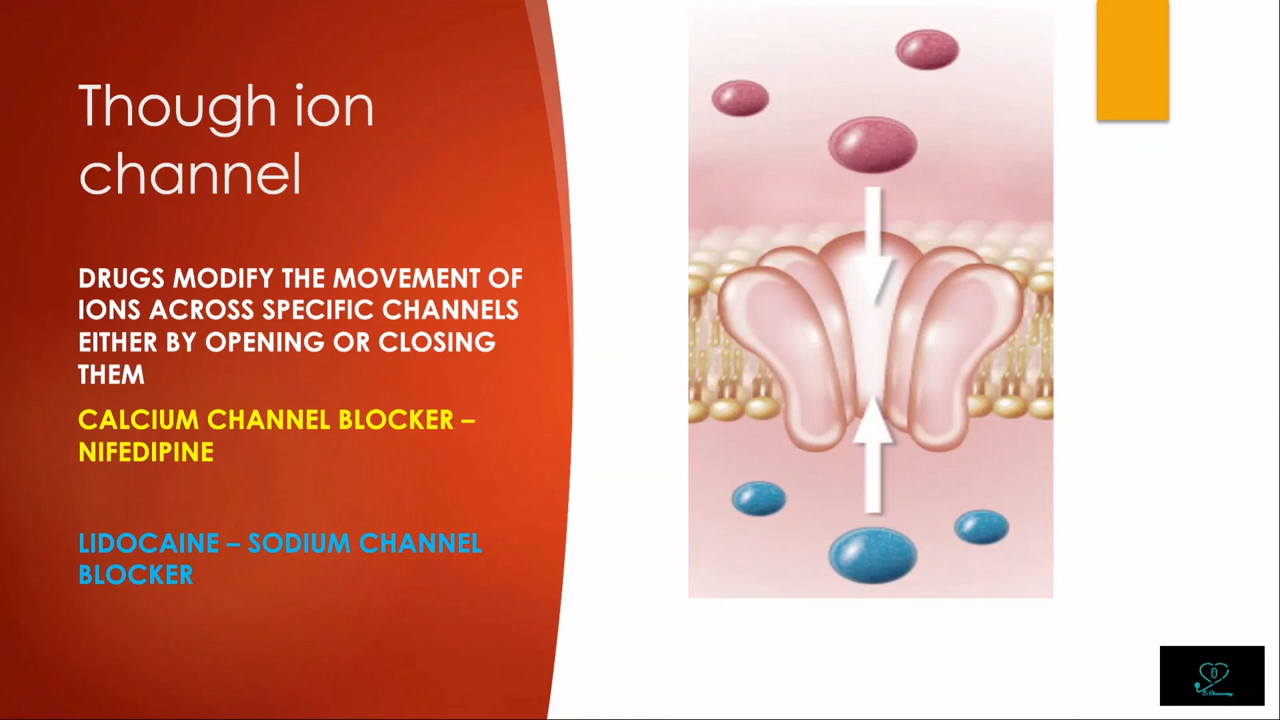 Though ion
channel
DRUGS MODIFY THE MOVEMENT OF
IONS ACROSS SPECIFIC CHANNELS
EITHER BY OPENING OR CLOSING
THEM
CALCIUM CHANNEL BLOCKER –
NIFEDIPINE
LIDOCAINE – SODIUM CHANNEL
BLOCKER